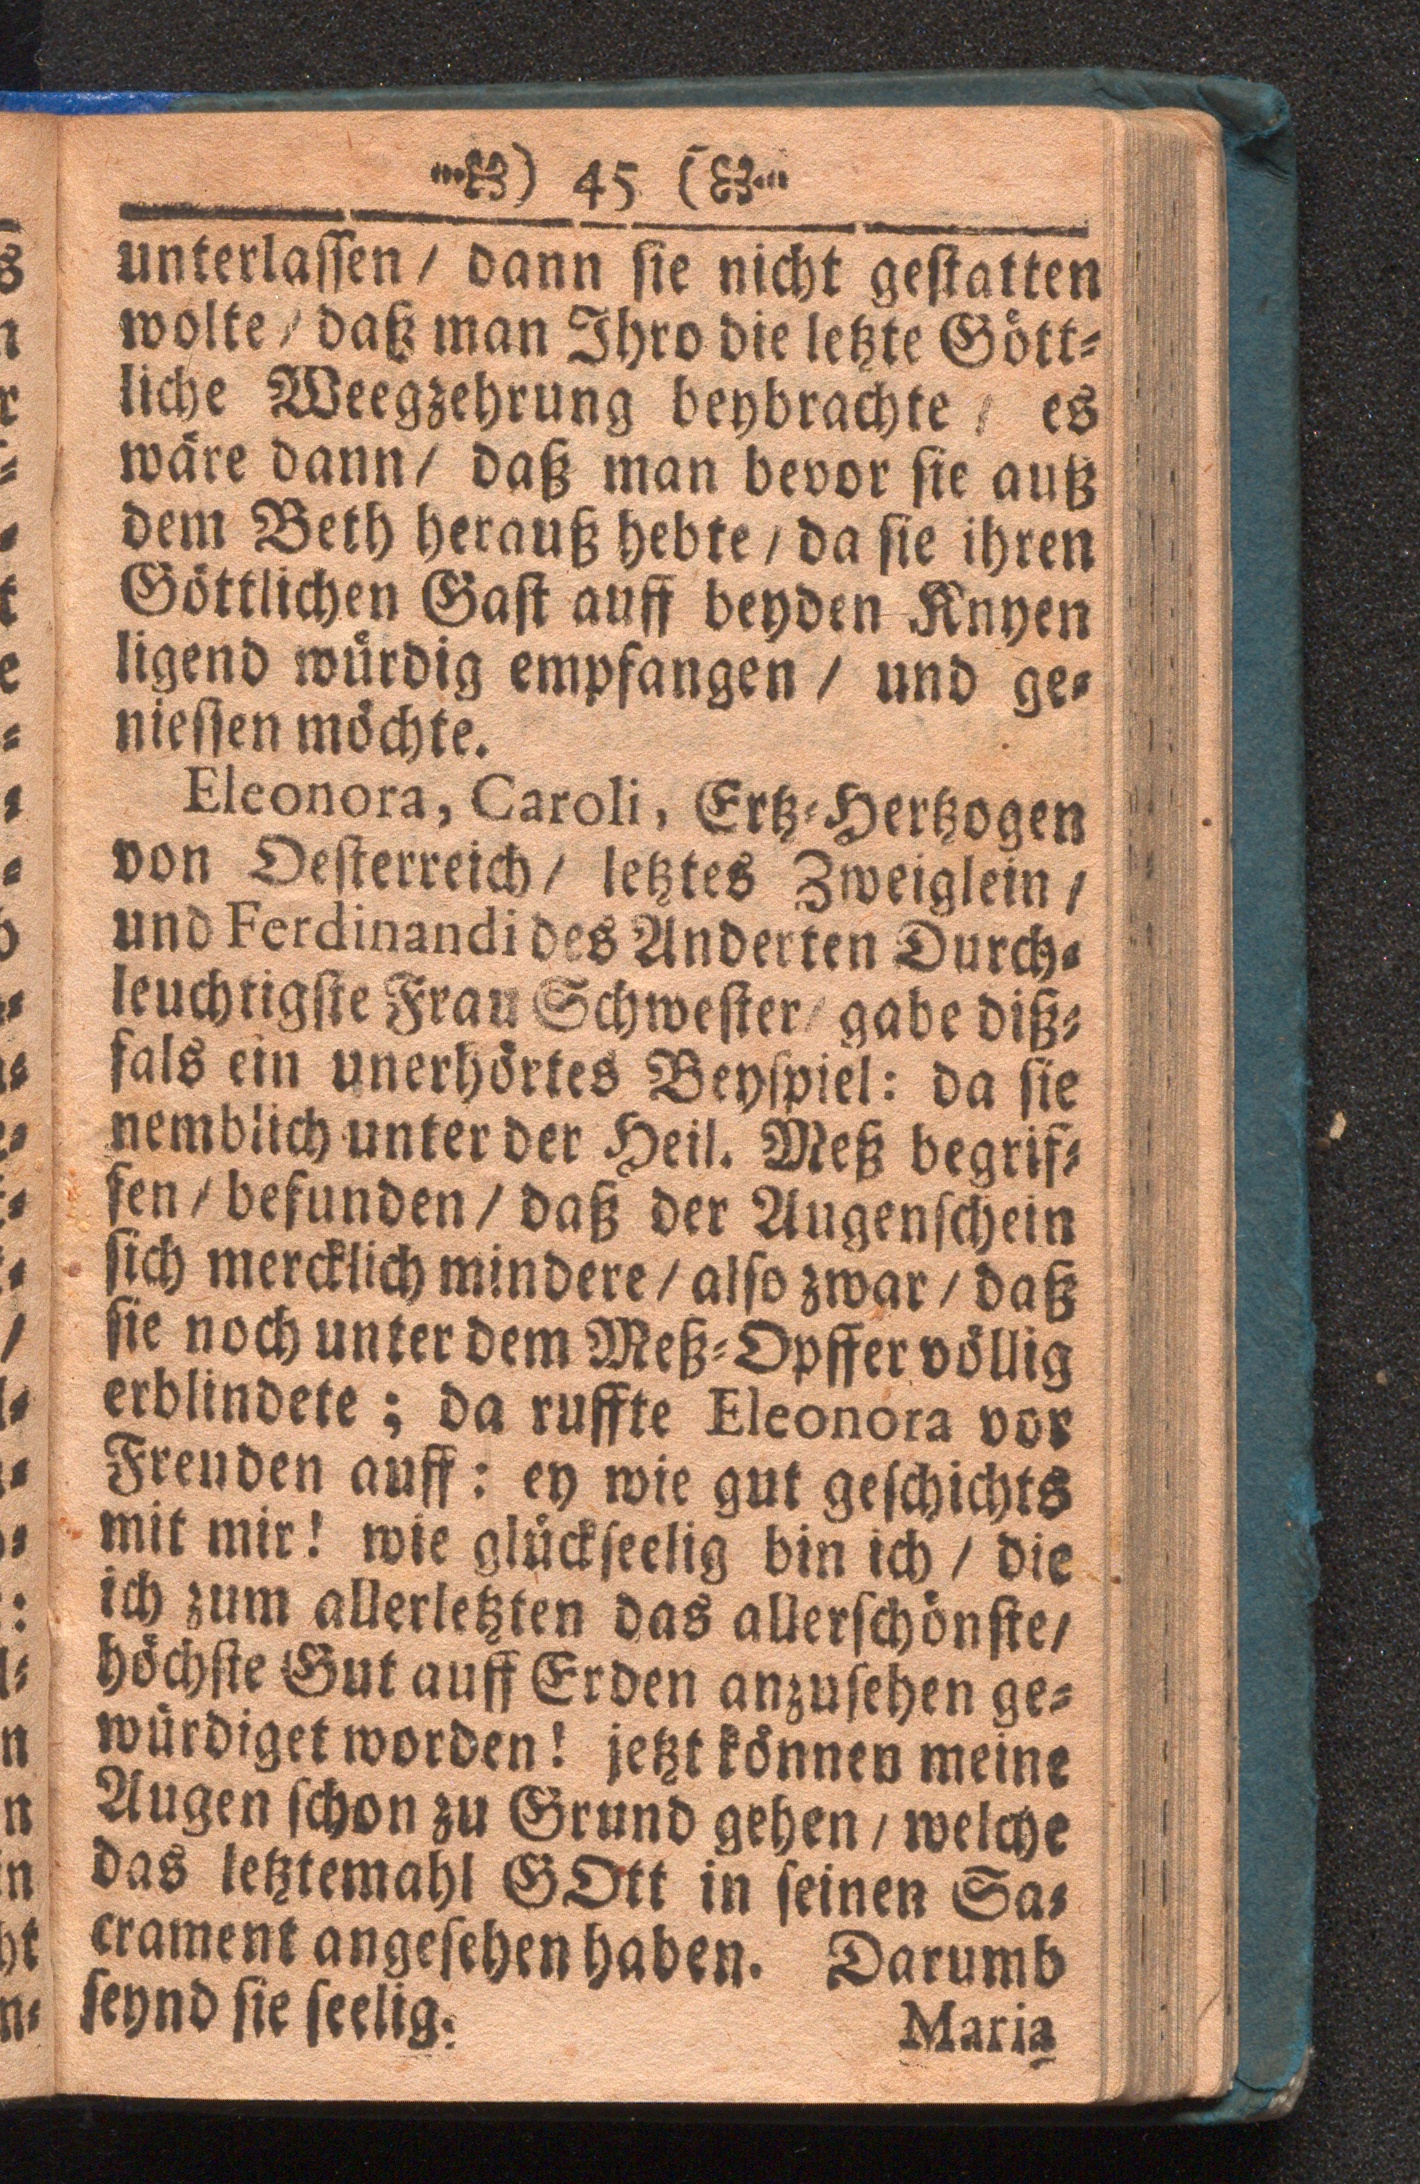 ) 45 (
unterlassen / dann sie nicht gestatten
wolte / daß man Ihro die letzte Gött-
liche Weegzehrung beybrachte / es
wäre dann / daß man bevor sie auß
dem Beth herauß hebte / da sie ihren
Göttlichen Gast auff beyden Knyen
ligend würdig empfangen / und ge-
niessen möchte.
Eleonora, Caroli, Ertz-Hertzogen
von Oesterreich / letztes Zweiglein /
und Ferdinandi des Anderten Durch-
leuchtigste Frau Schwester / gabe diß-
fals ein unerhörtes Beyspiel: da sie
nemblich unter der Heil. Meß begrif-
fen / befunden / daß der Augenschein
sich mercklich mindere / also zwar / daß
sie noch unter dem Meß-Opffer völlig
erblindete ; da ruffte Eleonora vor
Freuden auff : ey wie gut geschichts
mit mir! wie glückseelig bin ich / die
ich zum allerletzten das allerschönste /
höchste Gut auff Erden anzusehen ge-
würdiget worden! jetzt können meine
Augen schon zu Grund gehen / welche
das letztemahl GOtt in seinen Sa-
crament angesehen haben. Darumb
seynd sie seelig.
Maria